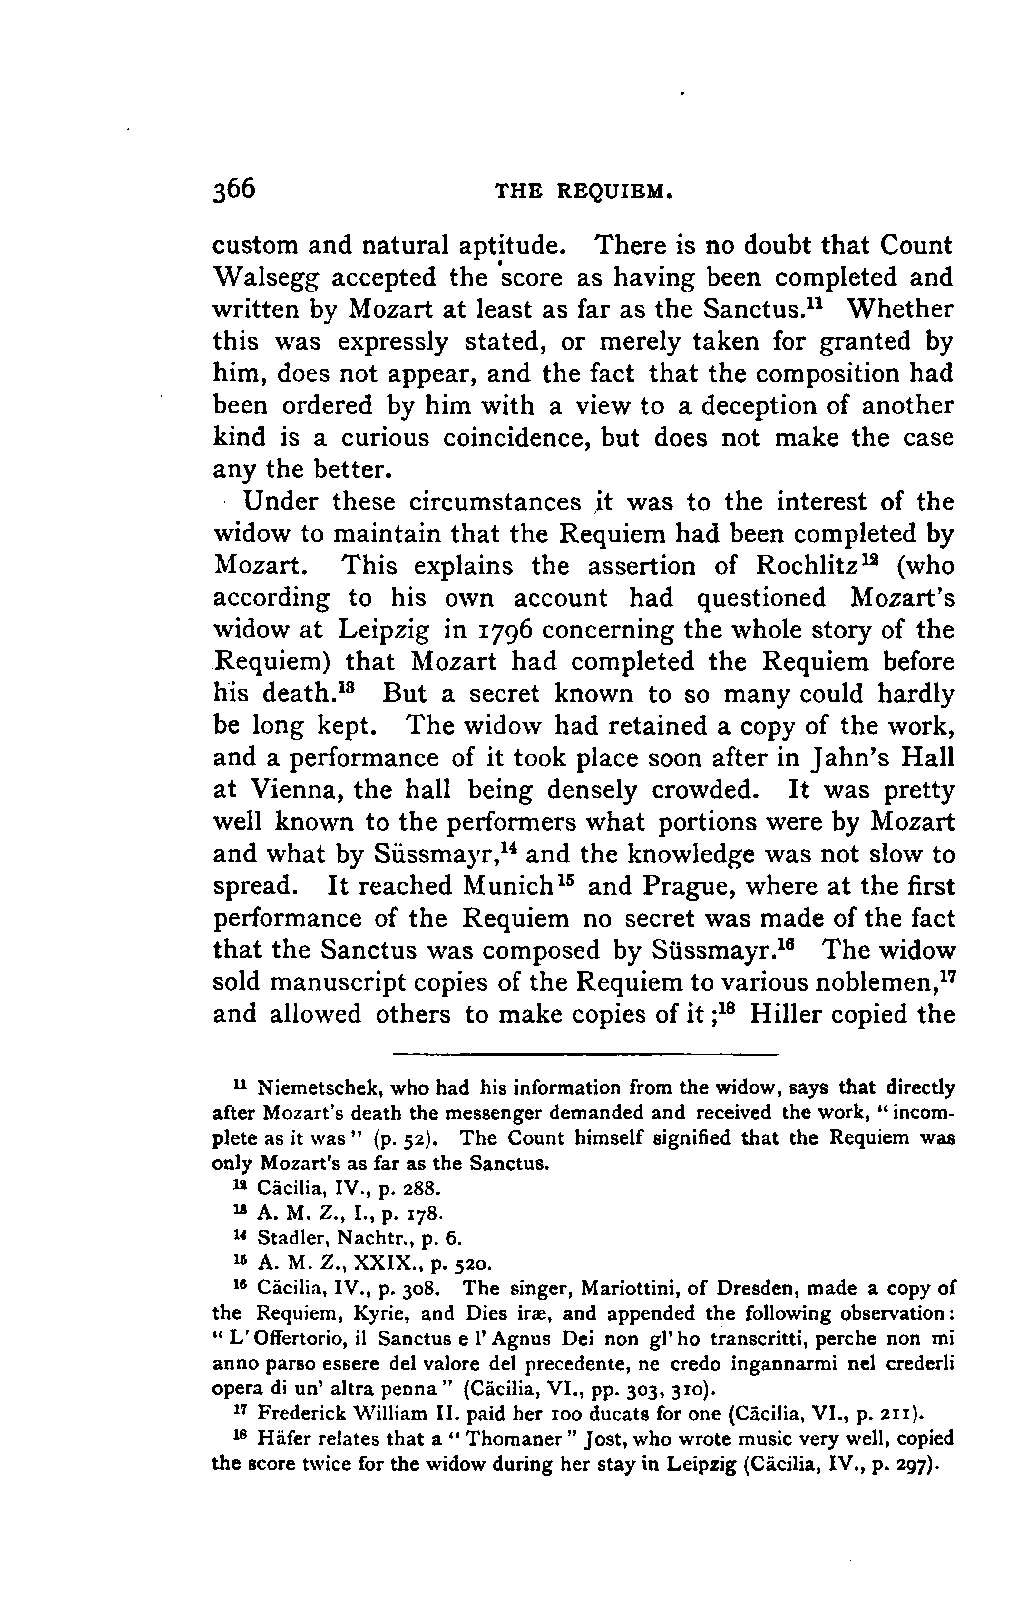 366 THE REQUIEM.
custom and natural aptitude. There is no doubt that Count
Walsegg accepted the score as having been completed and
written by Mozart at least as far as the Sanctus.¹¹ Whether
this was expressly stated, or merely taken for granted by
him, does not appear, and the fact that the composition had
been ordered by him with a view to a deception of another
kind is a curious coincidence, but does not make the case
any the better.
Under these circumstances it was to the interest of the
widow to maintain that the Requiem had been completed by
Mozart. This explains the assertion of Rochlitz¹² (who
according to his own account had questioned Mozart's
widow at Leipzig in 1796 concerning the whole story of the
Requiem) that Mozart had completed the Requiem before
his death.¹³ But a secret known to so many could hardly
be long kept. The widow had retained a copy of the work,
and a performance of it took place soon after in Jahn's Hall
at Vienna, the hall being densely crowded. It was pretty
well known to the performers what portions were by Mozart
and what by Süssmayr,¹⁴ and the knowledge was not slow to
spread. It reached Munich¹⁵ and Prague, where at the first
performance of the Requiem no secret was made of the fact
that the Sanctus was composed by Süssmayr.¹⁶ The widow
sold manuscript copies of the Requiem to various noblemen,¹⁷
and allowed others to make copies of it;¹⁸ Hiller copied the
¹¹ Niemetschek, who had his information from the widow, says that directly
after Mozart's death the messenger demanded and received the work, "incom-
plete as it was" (p. 52). The Count himself signified that the Requiem was
only Mozart's as far as the Sanctus.
¹² Cäcilia, IV., p. 288.
¹³ A. M. Z., I., p. 178.
¹⁴ Stadler, Nachtr., p. 6.
¹⁵ A. M. Z., XXIX., p. 520.
¹⁶ Cäcilia, IV., p. 308. The singer, Mariottini, of Dresden, made a copy of
the Requiem, Kyrie, and Dies iræ, and appended the following observation:
"L'Offertorio, il Sanctus e l'Agnus Dei non gl'ho transcritti, perche non mi
anno parso essere del valore del precedente, ne credo ingannarmi nel crederli
opera di un' altra penna" (Cäcilia, VI., pp. 303, 310).
¹⁷ Frederick William II. paid her 100 ducats for one (Cäcilia, VI., p. 211).
¹⁸ Häfer relates that a "Thomaner" Jost, who wrote music very well, copied
the score twice for the widow during her stay in Leipzig (Cäcilia, IV., p. 297).